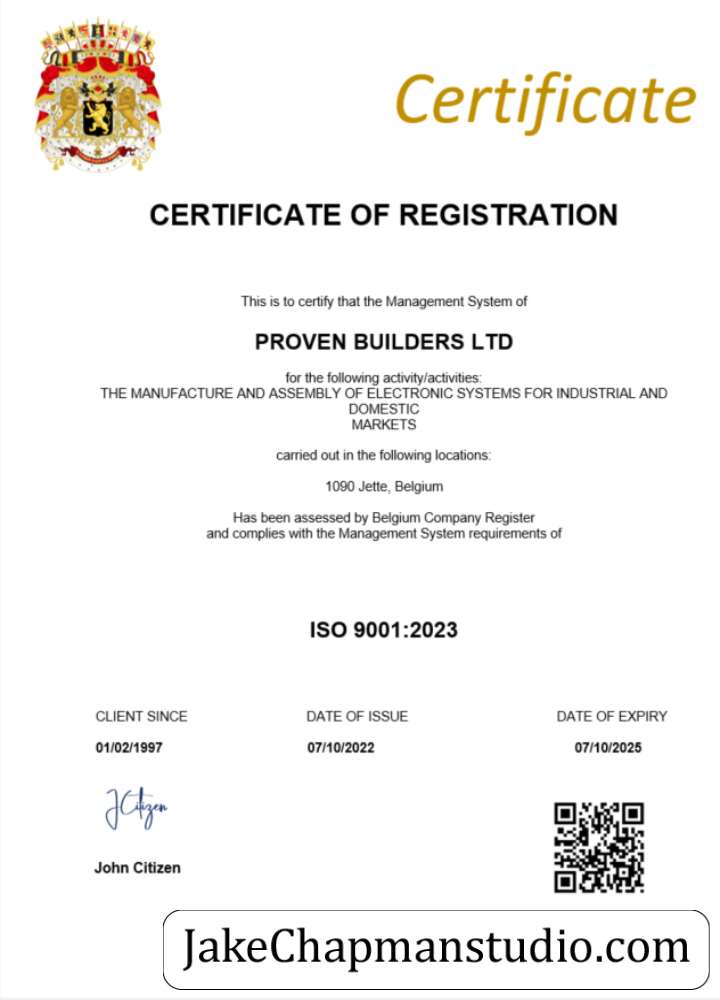 Certificate
CERTIFICATE OF REGISTRATION
This is to certify that the Management System of
PROVEN BUILDERS LTD
for the following activity/activities:
THE MANUFACTURE AND ASSEMBLY OF ELECTRONIC SYSTEMS FOR INDUSTRIAL AND
DOMESTIC
MARKETS
carried out in the following locations:
1090 Jette, Belgium
Has been assessed by Belgium Company Register
and complies with the Management System requirements of
ISO 9001:2023
CLIENT SINCE DATE OF ISSUE DATE OF EXPIRY
01/02/1997 07/10/2022 07/10/2025
JCitizen
John Citizen
JakeChapmanstudio.com